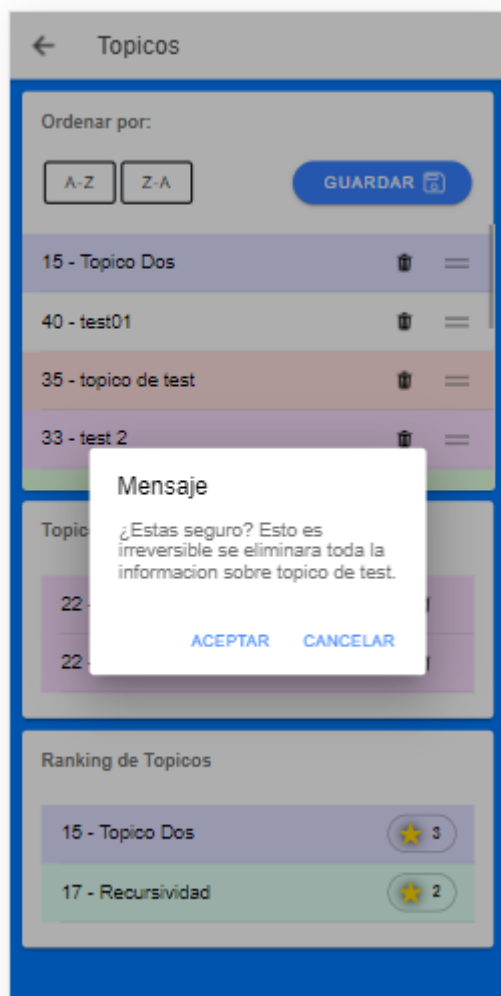 Topicos
Ordenar por:
A-Z Z-A GUARDAR
15 - Topico Dos
40 - test01
35 - topico de test
33 - test 2
Mensaje
¿Estas seguro? Esto es
irreversible se eliminara toda la
informacion sobre topico de test.
ACEPTAR CANCELAR
Topic
22 -
22 -
Ranking de Topicos
15 - Topico Dos 3
17 - Recursividad 2